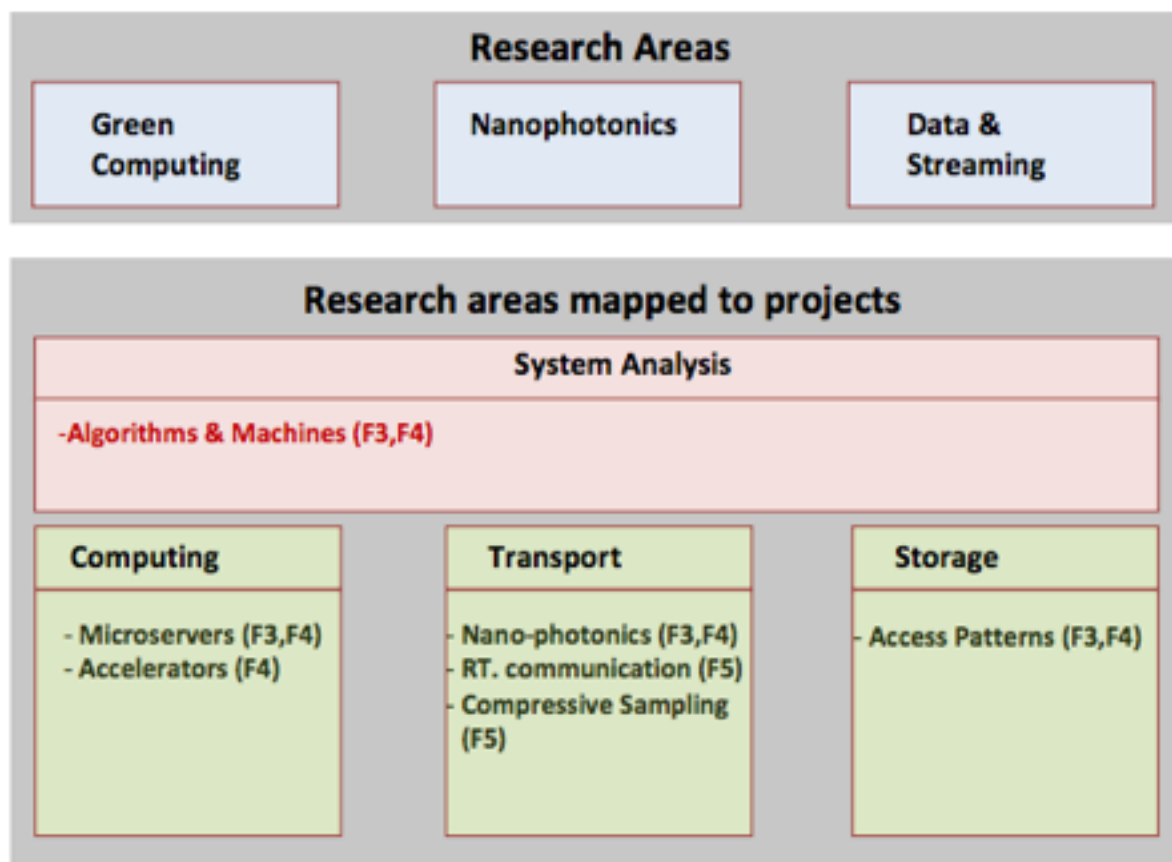 Research Areas
Green
Computing
Nanophotonics
Data &
Streaming
Research areas mapped to projects
System Analysis
-Algorithms & Machines (F3,F4)
Computing
- Microservers (F3,F4)
- Accelerators (F4)
Transport
- Nano-photonics (F3,F4)
- RT. communication (F5)
- Compressive Sampling
(F5)
Storage
- Access Patterns (F3,F4)